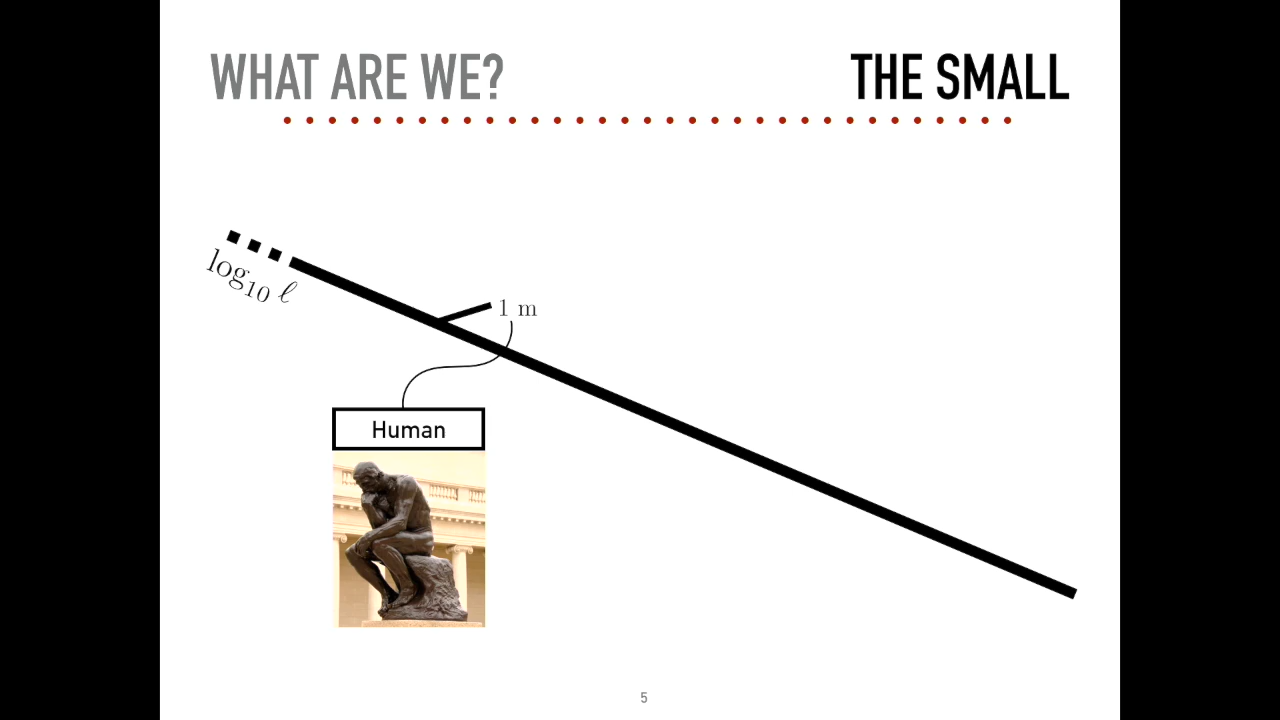 WHAT ARE WE?
THE SMALL
log₁₀ ℓ
1 m
Human
5